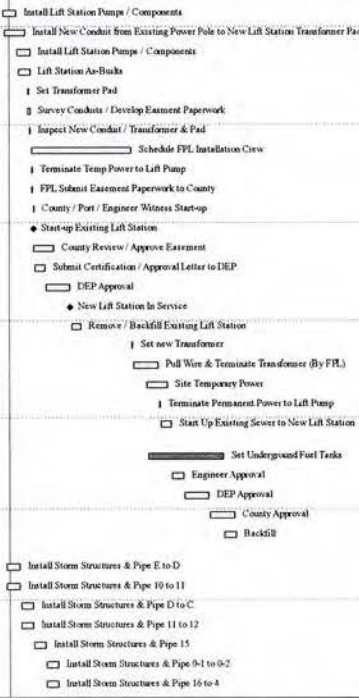 Install Lift Station Pumps / Components
Install New Conduit from Existing Power Pole to New Lift Station Transformer Pad
Install Lift Station Pumps / Components
Lift Station As-Builts
Set Transformer Pad
Survey Conduits / Develop Easment Paperwork
Inspect New Conduit / Transformer & Pad
Schedule FPL Installation Crew
Terminate Temp Power to Lift Pump
FPL Submit Easement Paperwork to County
County / Port / Engineer Witness Start-up
Start-up Existing Lift Station
County Review / Approve Easement
Submit Certification / Approval Letter to DEP
DEP Approval
New Lift Station In Service
Remove / Backfill Existing Lift Station
Set new Transformer
Pull Wire & Terminate Transformer (By FPL)
Site Temporary Power
Terminate Permanent Power to Lift Pump
Start Up Existing Sewer to New Lift Station
Set Underground Fuel Tanks
Engineer Approval
DEP Approval
County Approval
Backfill
Install Storm Structures & Pipe E to D
Install Storm Structures & Pipe 10 to 11
Install Storm Structures & Pipe D to C
Install Storm Structures & Pipe 11 to 12
Install Storm Structures & Pipe 15
Install Storm Structures & Pipe 0-1 to 0-2
Install Storm Structures & Pipe 16 to 4